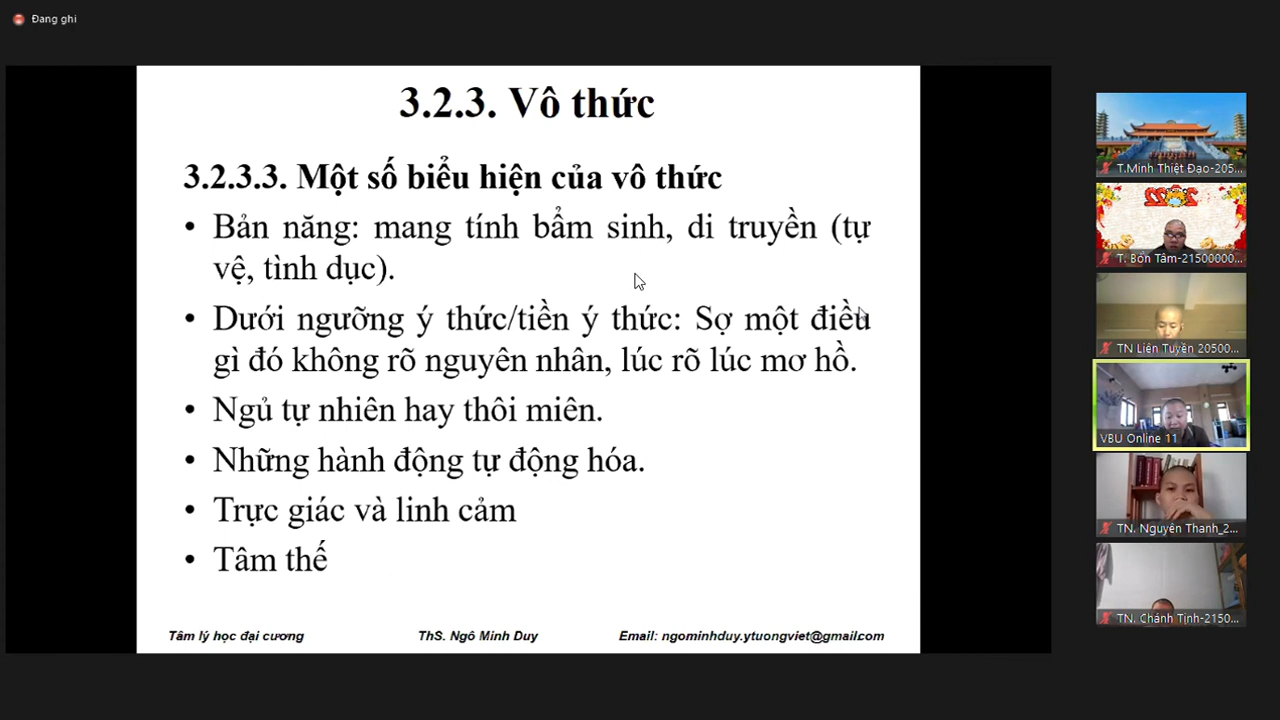 Đang ghi
3.2.3. Vô thức
3.2.3.3. Một số biểu hiện của vô thức
• Bản năng: mang tính bẩm sinh, di truyền (tự
vệ, tình dục).
• Dưới ngưỡng ý thức/tiền ý thức: Sợ một điều
gì đó không rõ nguyên nhân, lúc rõ lúc mơ hồ.
• Ngủ tự nhiên hay thôi miên.
• Những hành động tự động hóa.
• Trực giác và linh cảm
• Tâm thế
Tâm lý học đại cương ThS. Ngô Minh Duy Email: ngominhduy.ytuongviet@gmail.com
T.Minh Thiệt Đạo-205...
2022
T. Bổn Tâm-21500000...
TN Liên Tuyền 20500...
VBU Online 11
TN. Nguyên Thanh_2...
TN. Chánh Tịnh-2150...